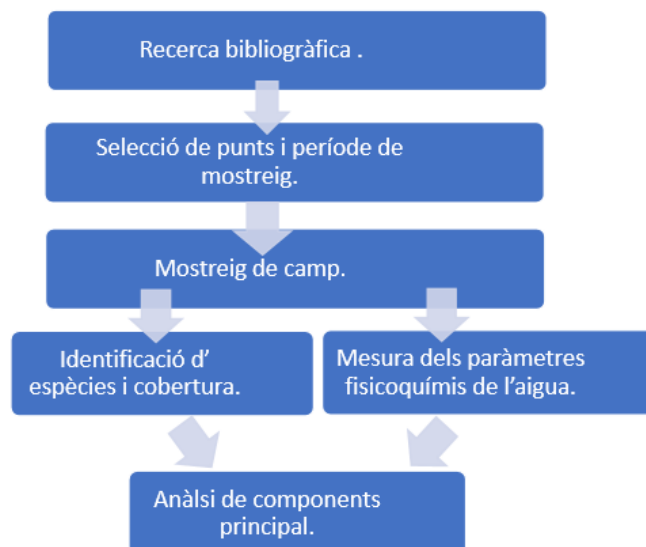 Recerca bibliogràfica .
Selecció de punts i període de
mostreig.
Mostreig de camp.
Identificació d'
espècies i cobertura.
Mesura dels paràmetres
fisicoquímis de l'aigua.
Anàlsi de components
principal.